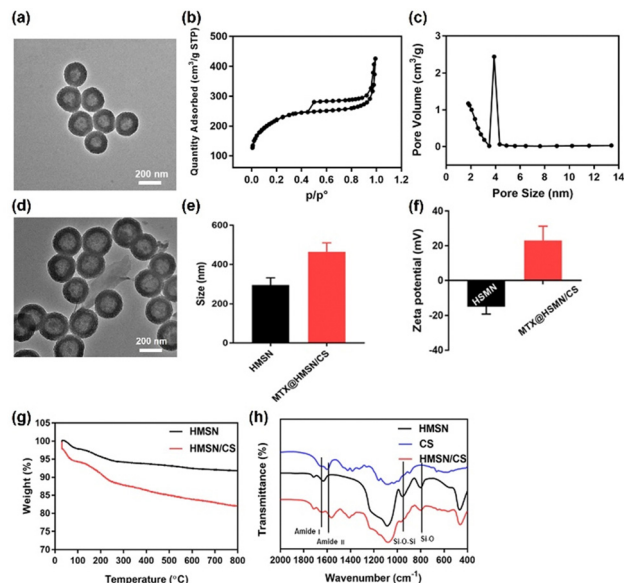 (a)
200 nm
(b)
Quantity Adsorbed (cm³/g STP)
500
400
300
200
100
0.0 0.2 0.4 0.6 0.8 1.0 1.2
p/p°
(c)
Pore Volume (cm³/g)
3
2
1
0
2 4 6 8 10 12 14
Pore Size (nm)
(d)
200 nm
(e)
Size (nm)
600
400
200
0
HMSN
MTX@HMSN/CS
(f)
Zeta potential (mV)
40
20
0
-20
-40
HSMN
MTX@HSMN/CS
(g)
Weight (%)
105
100
95
90
85
80
75
70
0 100 200 300 400 500 600 700 800
Temperature (°C)
HMSN
HMSN/CS
(h)
HMSN
CS
HMSN/CS
Transmittance (%)
Amide I
Amide II
Si-O-Si
Si-O
2000 1800 1600 1400 1200 1000 800 600 400
Wavenumber (cm⁻¹)